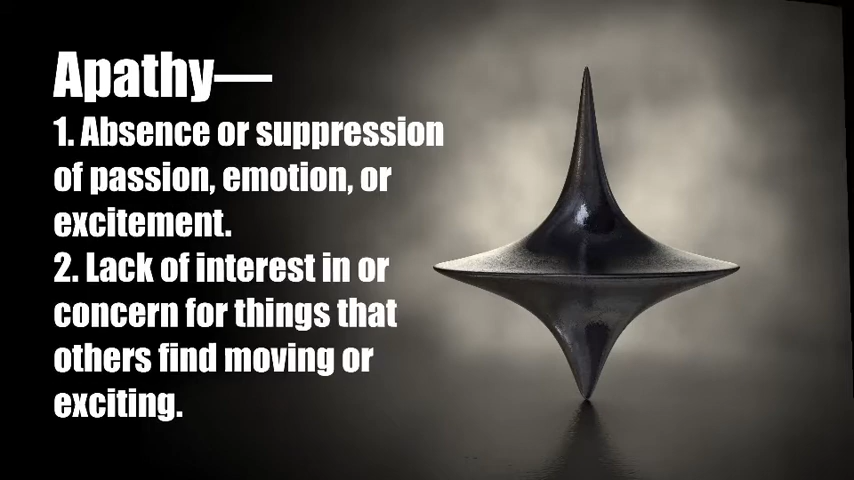 Apathy—
1. Absence or suppression
of passion, emotion, or
excitement.
2. Lack of interest in or
concern for things that
others find moving or
exciting.